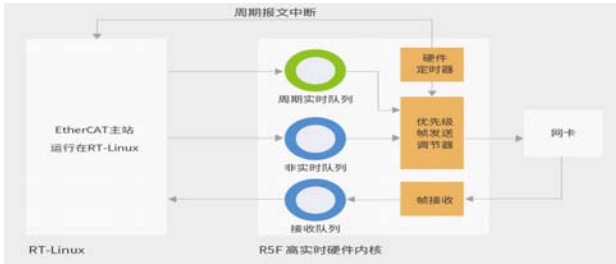 周期报文中断
硬件
定时器
周期实时队列
EtherCAT主站
运行在RT-Linux
优先级
帧发送
调节器
网卡
非实时队列
帧接收
接收队列
RT-Linux
R5F 高实时硬件内核